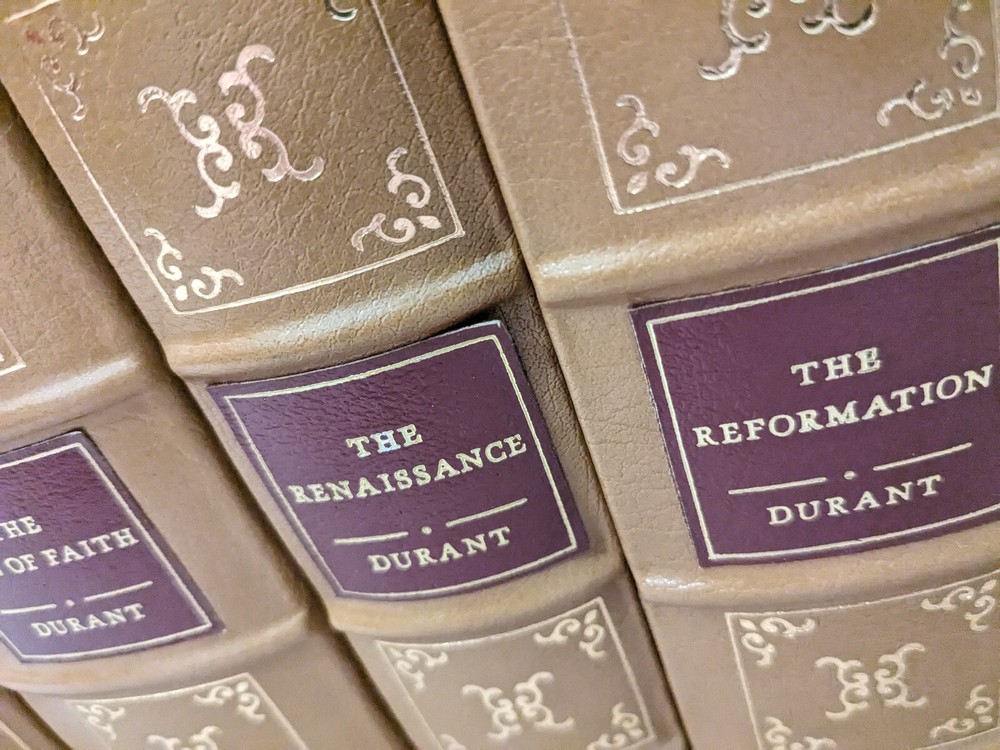 THE
OF FAITH
DURANT
THE
RENAISSANCE
DURANT
THE
REFORMATION
DURANT